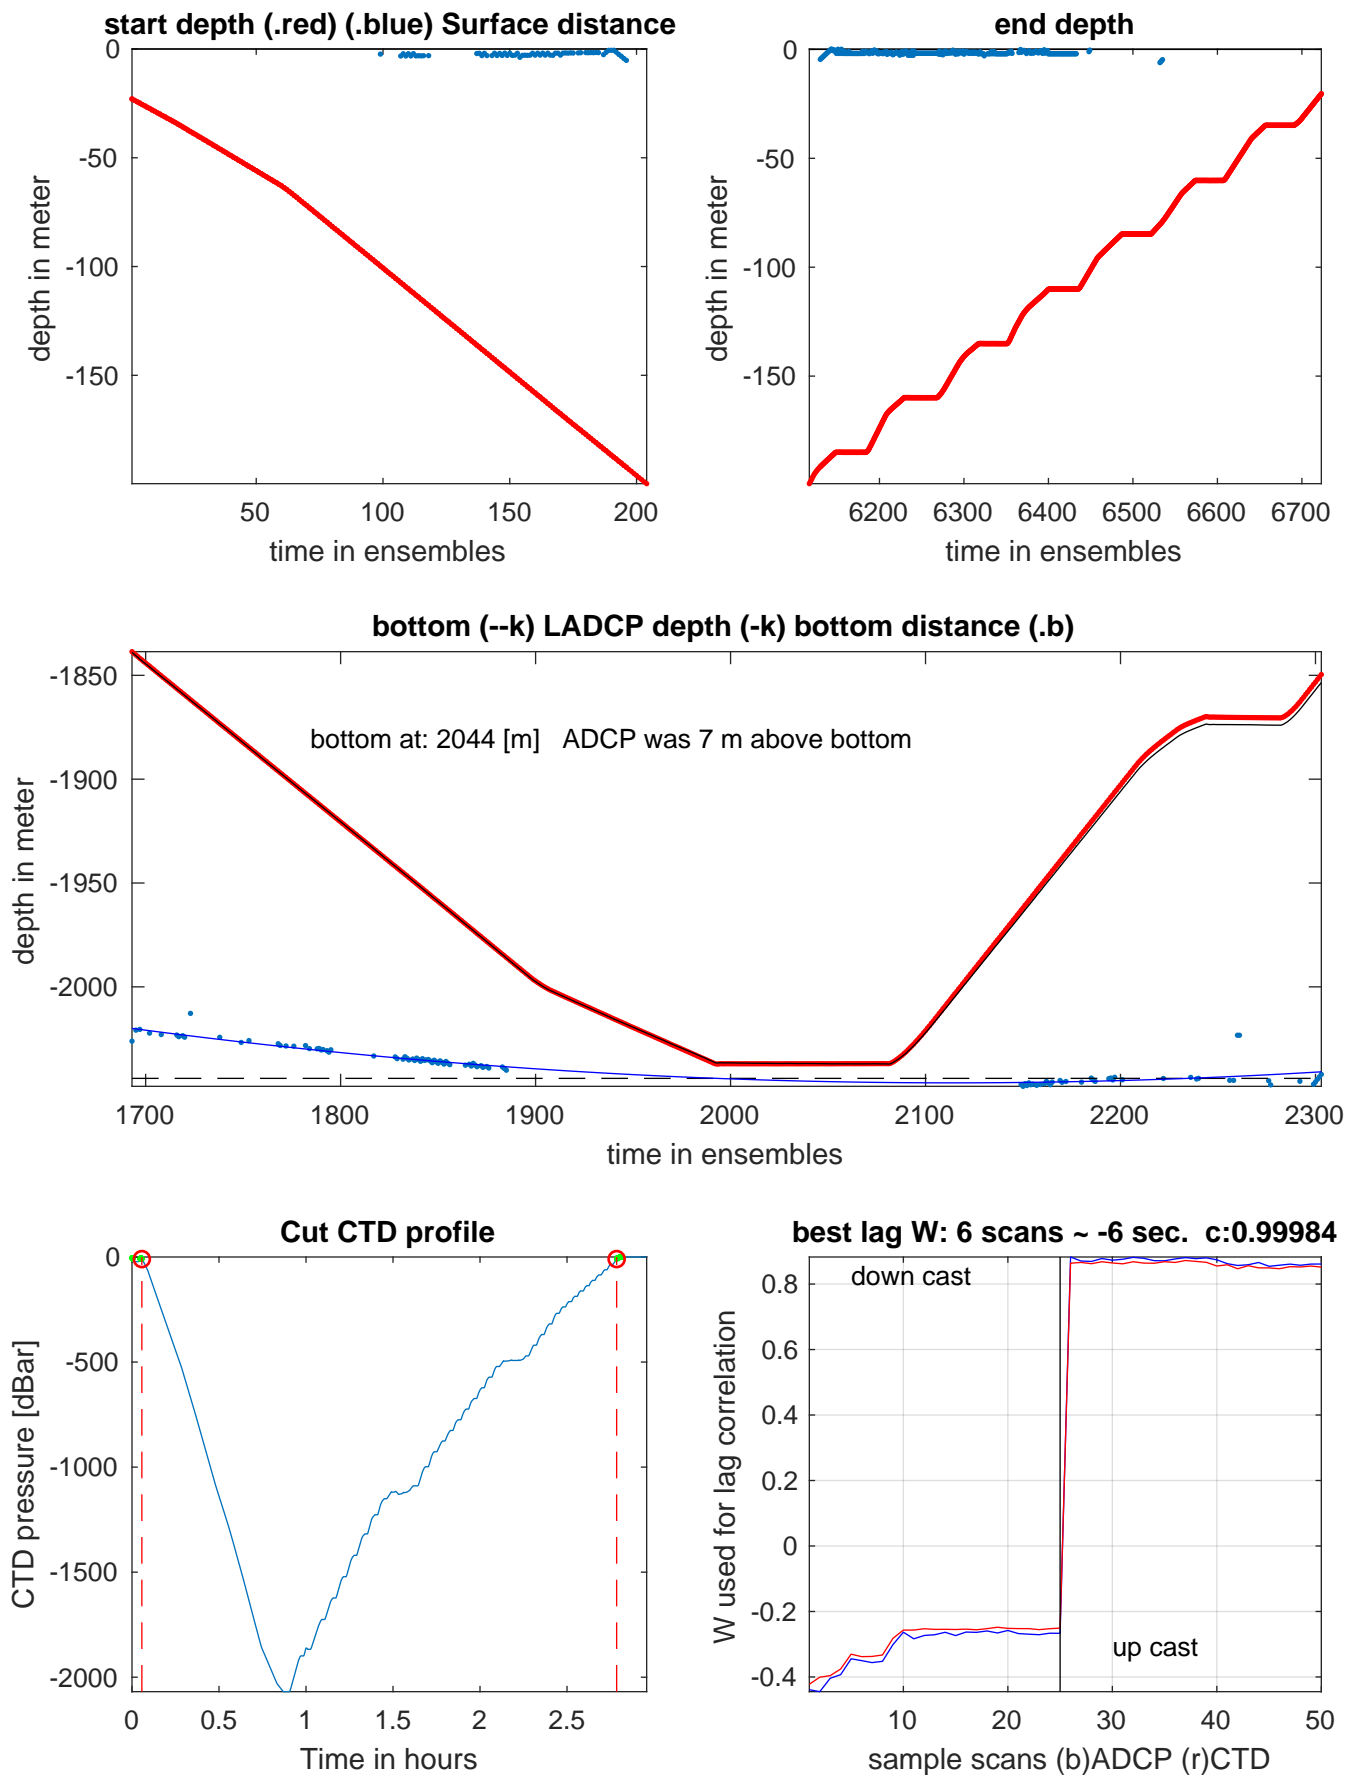 start depth (.red) (.blue) Surface distance
0
-50
-100
-150
depth in meter
50
100
150
200
time in ensembles
end depth
0
-50
-100
-150
depth in meter
6200
6300
6400
6500
6600
6700
time in ensembles
bottom (--k) LADCP depth (-k) bottom distance (.b)
bottom at: 2044 [m]   ADCP was 7 m above bottom
-1850
-1900
-1950
-2000
depth in meter
1700
1800
1900
2000
2100
2200
2300
time in ensembles
Cut CTD profile
0
-500
-1000
-1500
-2000
CTD pressure [dBar]
0
0.5
1
1.5
2
2.5
Time in hours
best lag W: 6 scans ~ -6 sec.  c:0.99984
down cast
0.8
0.6
0.4
0.2
0
-0.2
-0.4
W used for lag correlation
up cast
10
20
30
40
50
sample scans (b)ADCP (r)CTD